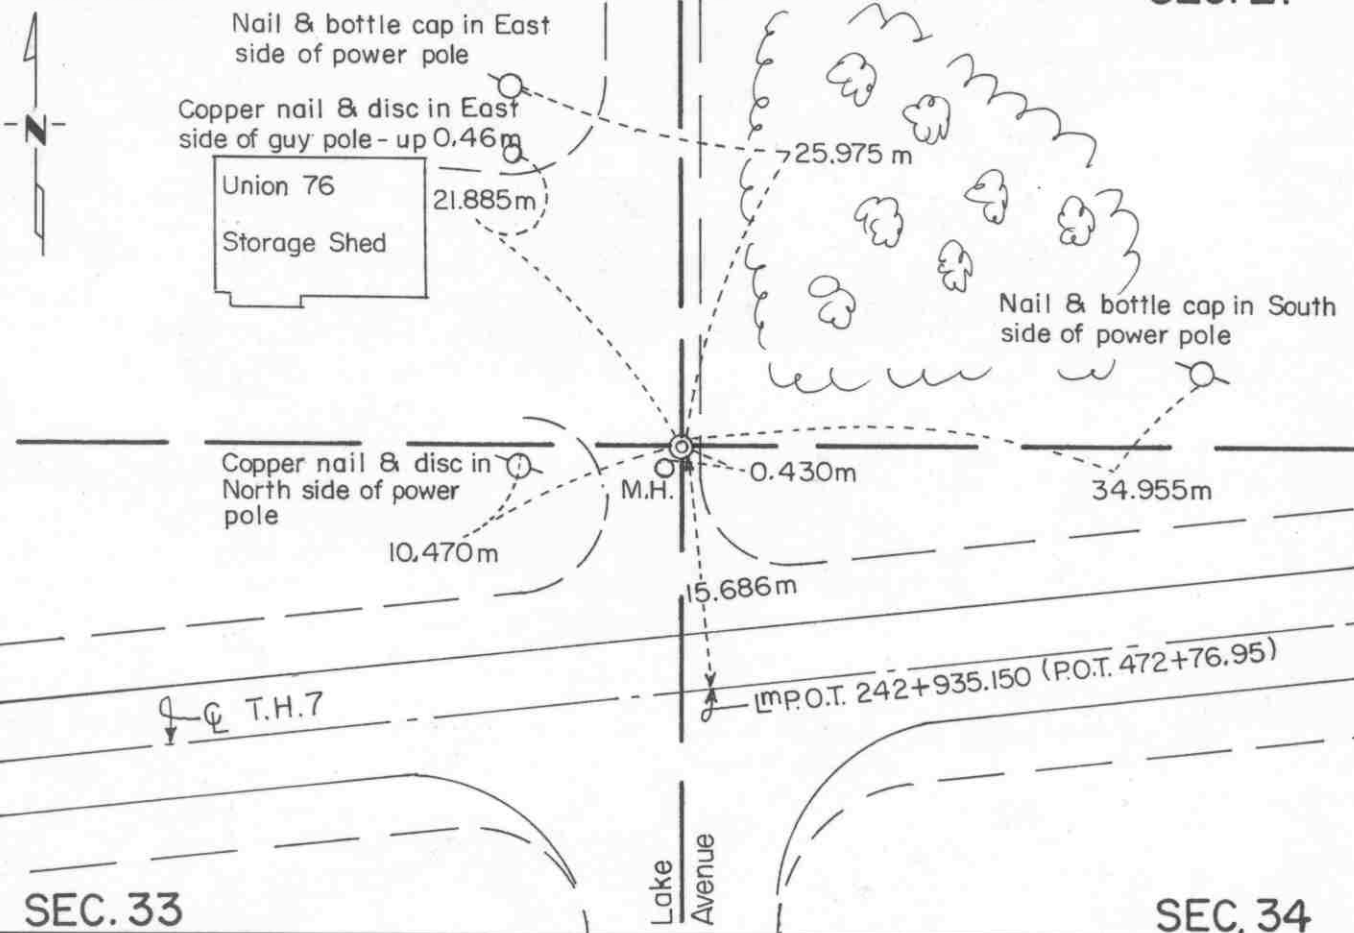 Nail & bottle cap in East
side of power pole
Copper nail & disc in East
side of guy pole - up 0.46m
N
25.975 m
Union 76
Storage Shed
21.885m
Nail & bottle cap in South
side of power pole
Copper nail & disc in
North side of power
pole
M.H.
0.430m
34.955m
10.470m
15.686m
P.O.T. 242+935.150 (P.O.T. 472+76.95)
℄ T.H.7
Lake
Avenue
SEC. 33
SEC. 34